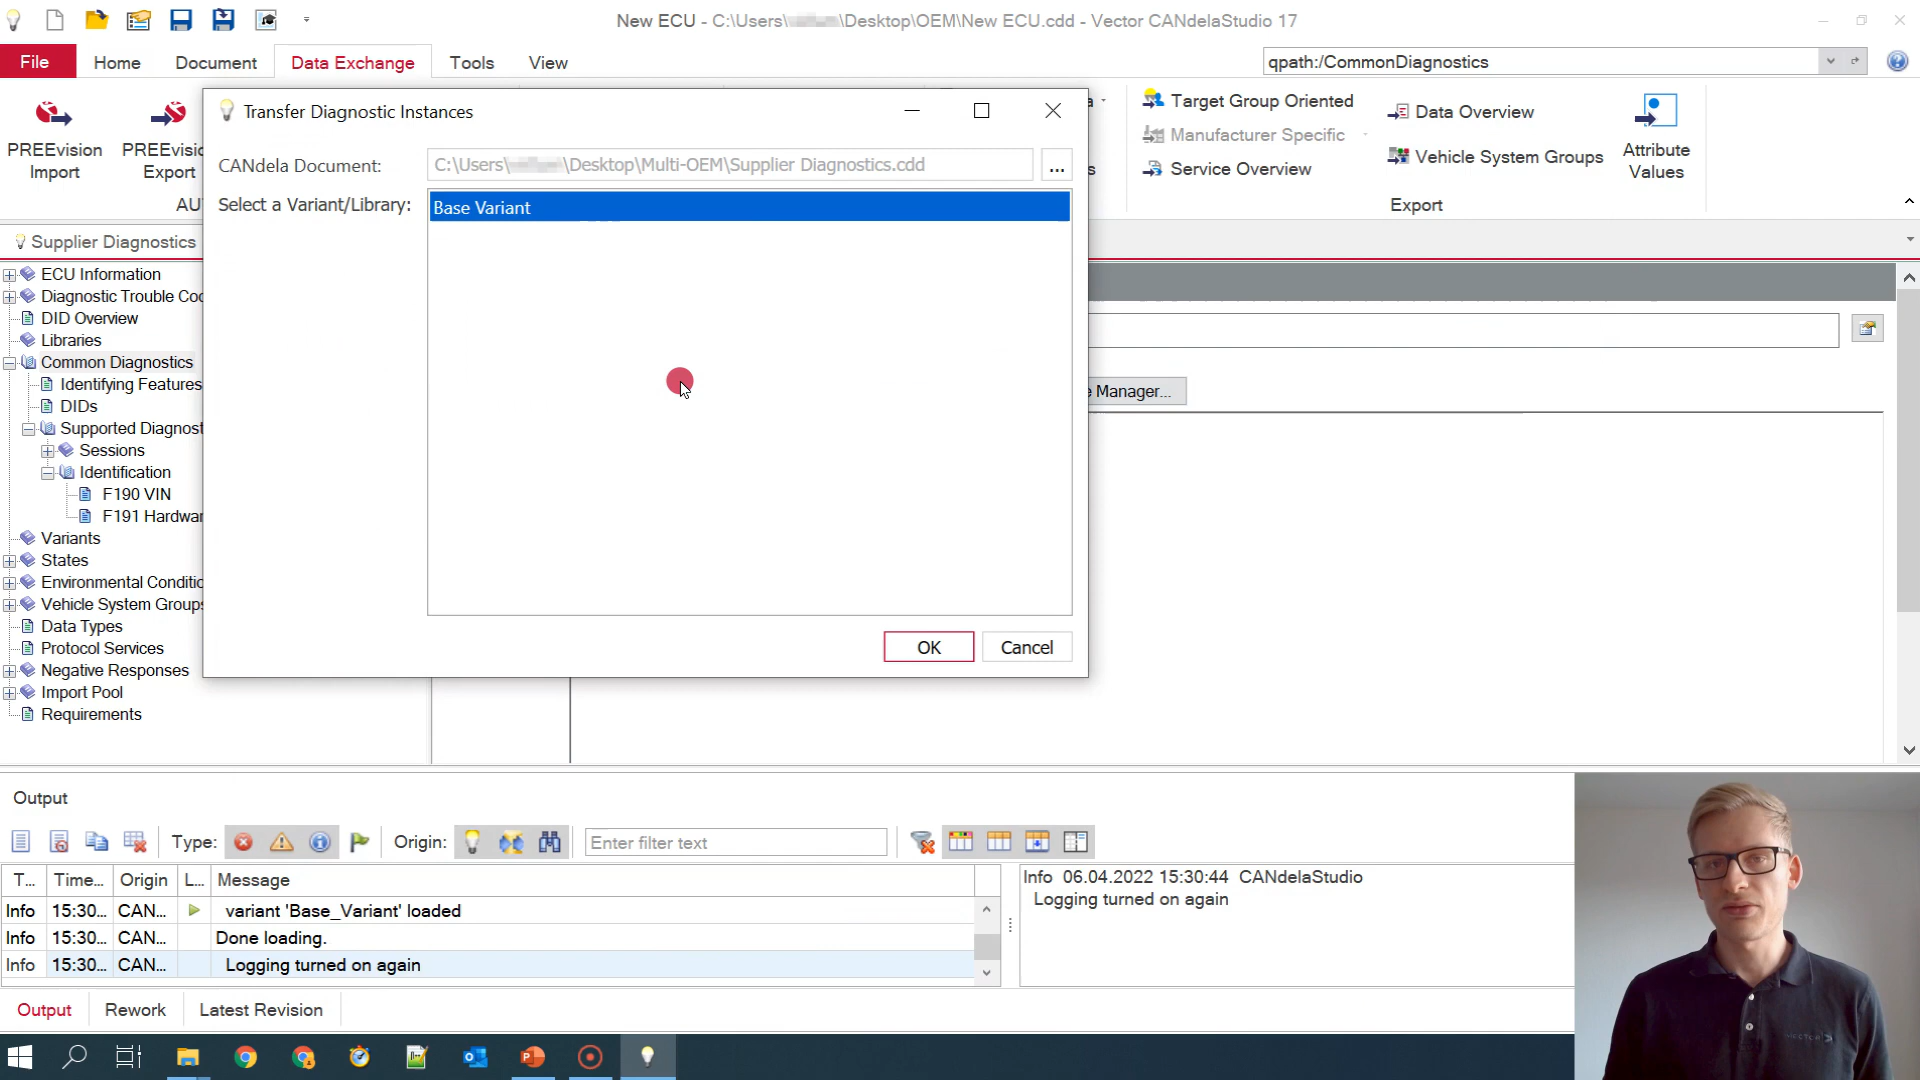 New ECU - C:\Users\ \Desktop\OEM\New ECU.cdd - Vector CANdelaStudio 17
File Home Document Data Exchange Tools View
qpath:/CommonDiagnostics
PREEvision Import
PREEvisio Export
AU
Transfer Diagnostic Instances
CANdela Document:
C:\Users\ \Desktop\Multi-OEM\Supplier Diagnostics.cdd
...
Select a Variant/Library:
Base Variant
OK
Cancel
Target Group Oriented
Manufacturer Specific
Service Overview
Data Overview
Vehicle System Groups
Attribute Values
Export
Manager...
Supplier Diagnostics
ECU Information
Diagnostic Trouble Coo
DID Overview
Libraries
Common Diagnostics
Identifying Features
DIDs
Supported Diagnost
Sessions
Identification
F190 VIN
F191 Hardwar
Variants
States
Environmental Conditio
Vehicle System Groups
Data Types
Protocol Services
Negative Responses
Import Pool
Requirements
Output
Type:
Origin:
Enter filter text
T... Time... Origin L... Message
Info 15:30... CAN... variant 'Base_Variant' loaded
Info 15:30... CAN... Done loading.
Info 15:30... CAN... Logging turned on again
Info 06.04.2022 15:30:44 CANdelaStudio
Logging turned on again
Output Rework Latest Revision
VECTOR